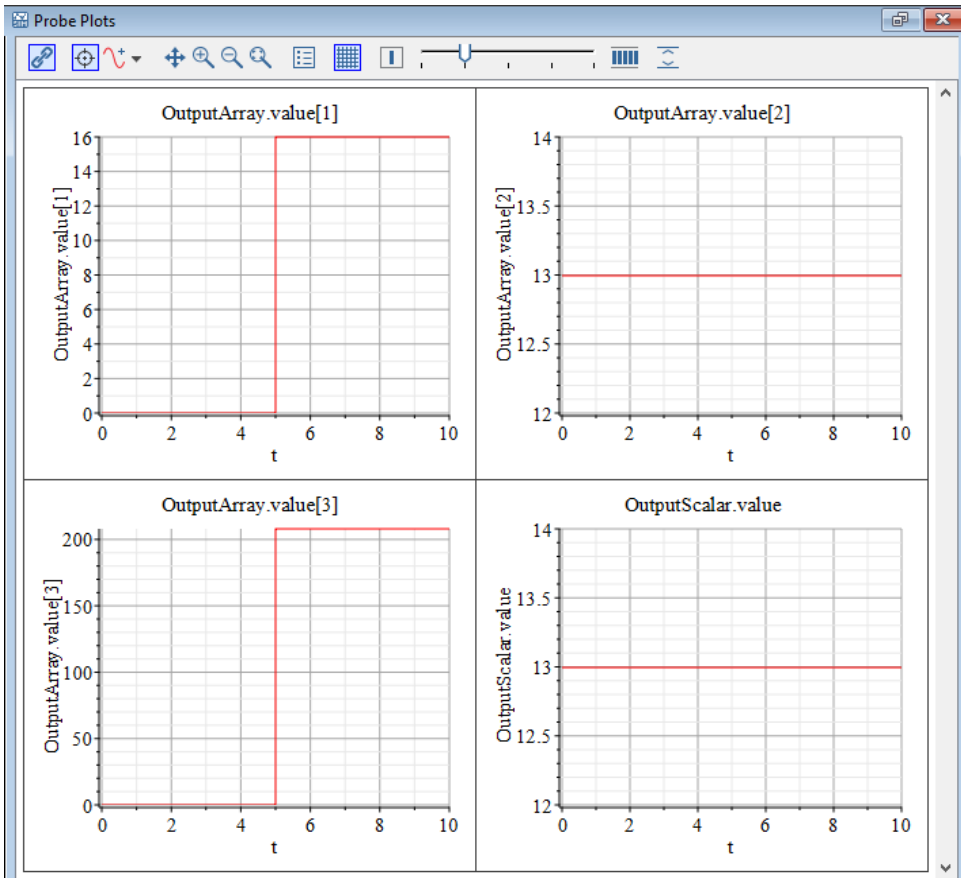 Probe Plots
OutputArray.value[1]
OutputArray.value[1]
16
14
12
10
8
6
4
2
0
0 2 4 6 8 10
t
OutputArray.value[2]
OutputArray.value[2]
14
13.5
13
12.5
12
0 2 4 6 8 10
t
OutputArray.value[3]
OutputArray.value[3]
200
150
100
50
0
0 2 4 6 8 10
t
OutputScalar.value
OutputScalar.value
14
13.5
13
12.5
12
0 2 4 6 8 10
t